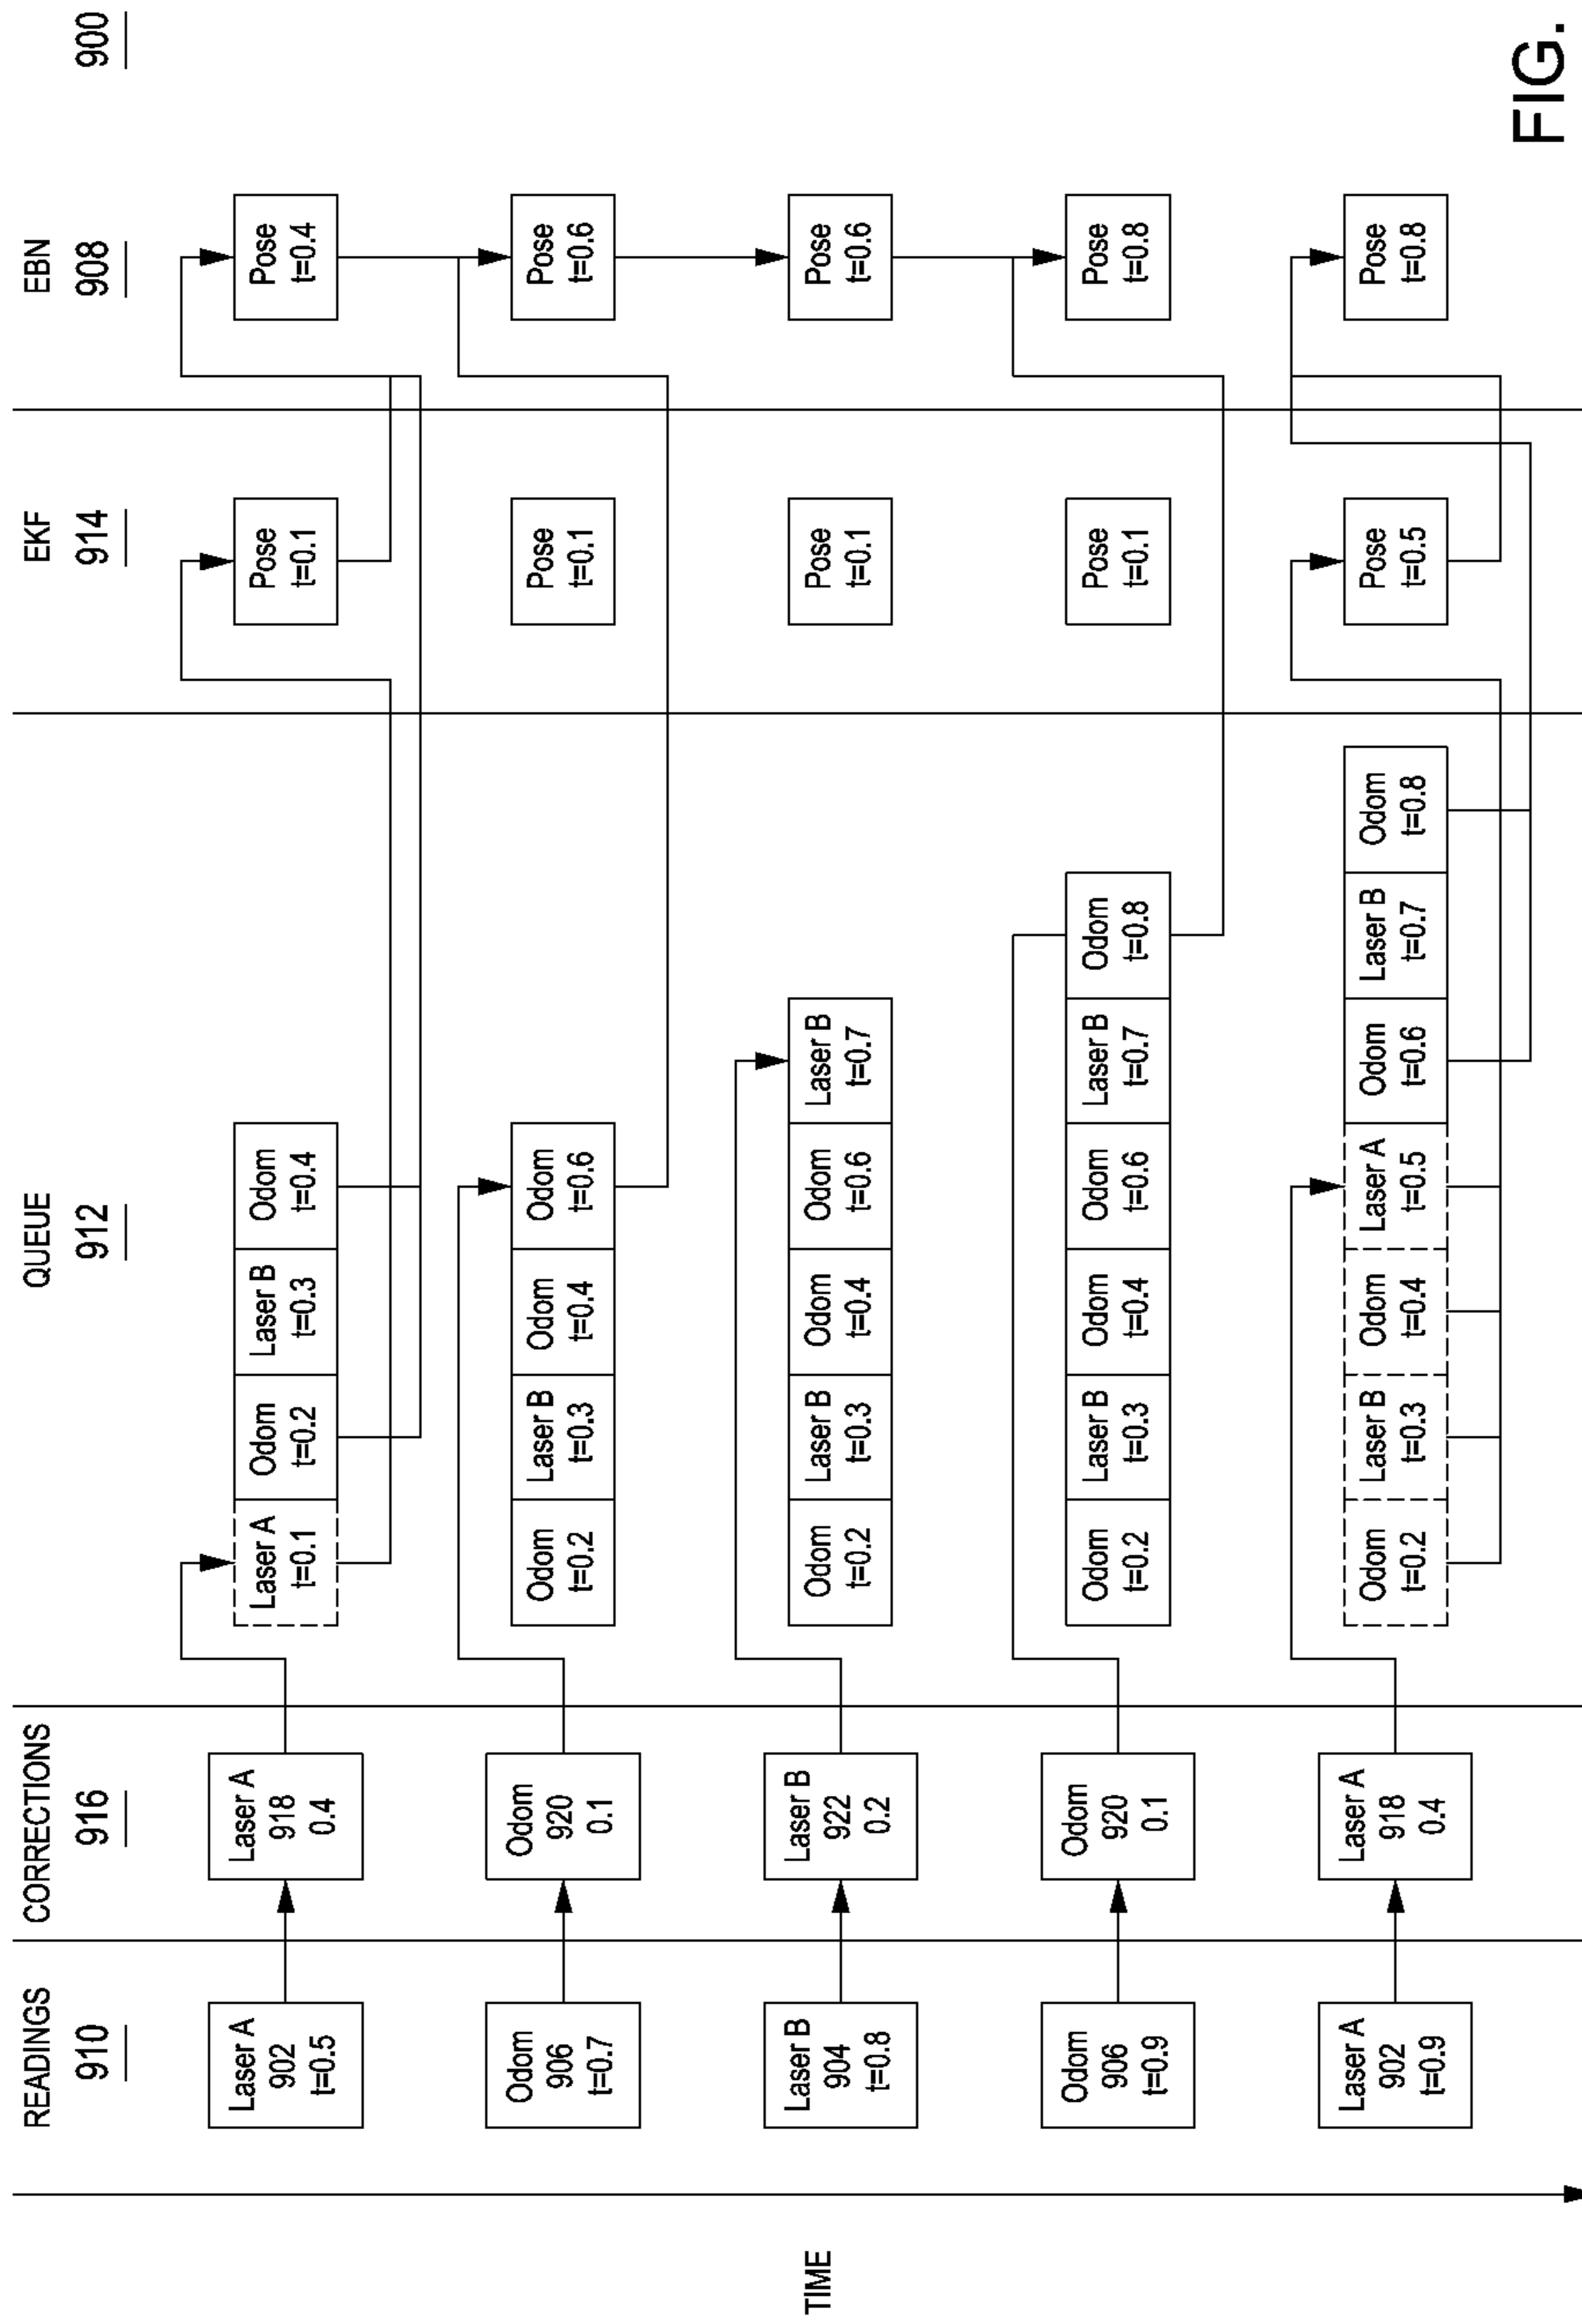 900
READINGS
CORRECTIONS
QUEUE
EKF
EBN
910
916
912
914
908
TIME
Laser A
902
t=0.5
Laser A
918
0.4
Laser A
t=0.1
Odom
t=0.2
Laser B
t=0.3
Odom
t=0.4
Pose
t=0.1
Pose
t=0.4
Odom
906
t=0.7
Odom
920
0.1
Odom
t=0.2
Laser B
t=0.3
Odom
t=0.4
Odom
t=0.6
Pose
t=0.1
Pose
t=0.6
Laser B
904
t=0.8
Laser B
922
0.2
Odom
t=0.2
Laser B
t=0.3
Odom
t=0.4
Odom
t=0.6
Laser B
t=0.7
Pose
t=0.1
Pose
t=0.6
Odom
906
t=0.9
Odom
920
0.1
Odom
t=0.2
Laser B
t=0.3
Odom
t=0.4
Odom
t=0.6
Laser B
t=0.7
Odom
t=0.8
Pose
t=0.1
Pose
t=0.8
Laser A
902
t=0.9
Laser A
918
0.4
Odom
t=0.2
Laser B
t=0.3
Odom
t=0.4
Laser A
t=0.5
Odom
t=0.6
Laser B
t=0.7
Odom
t=0.8
Pose
t=0.5
Pose
t=0.8
FIG.